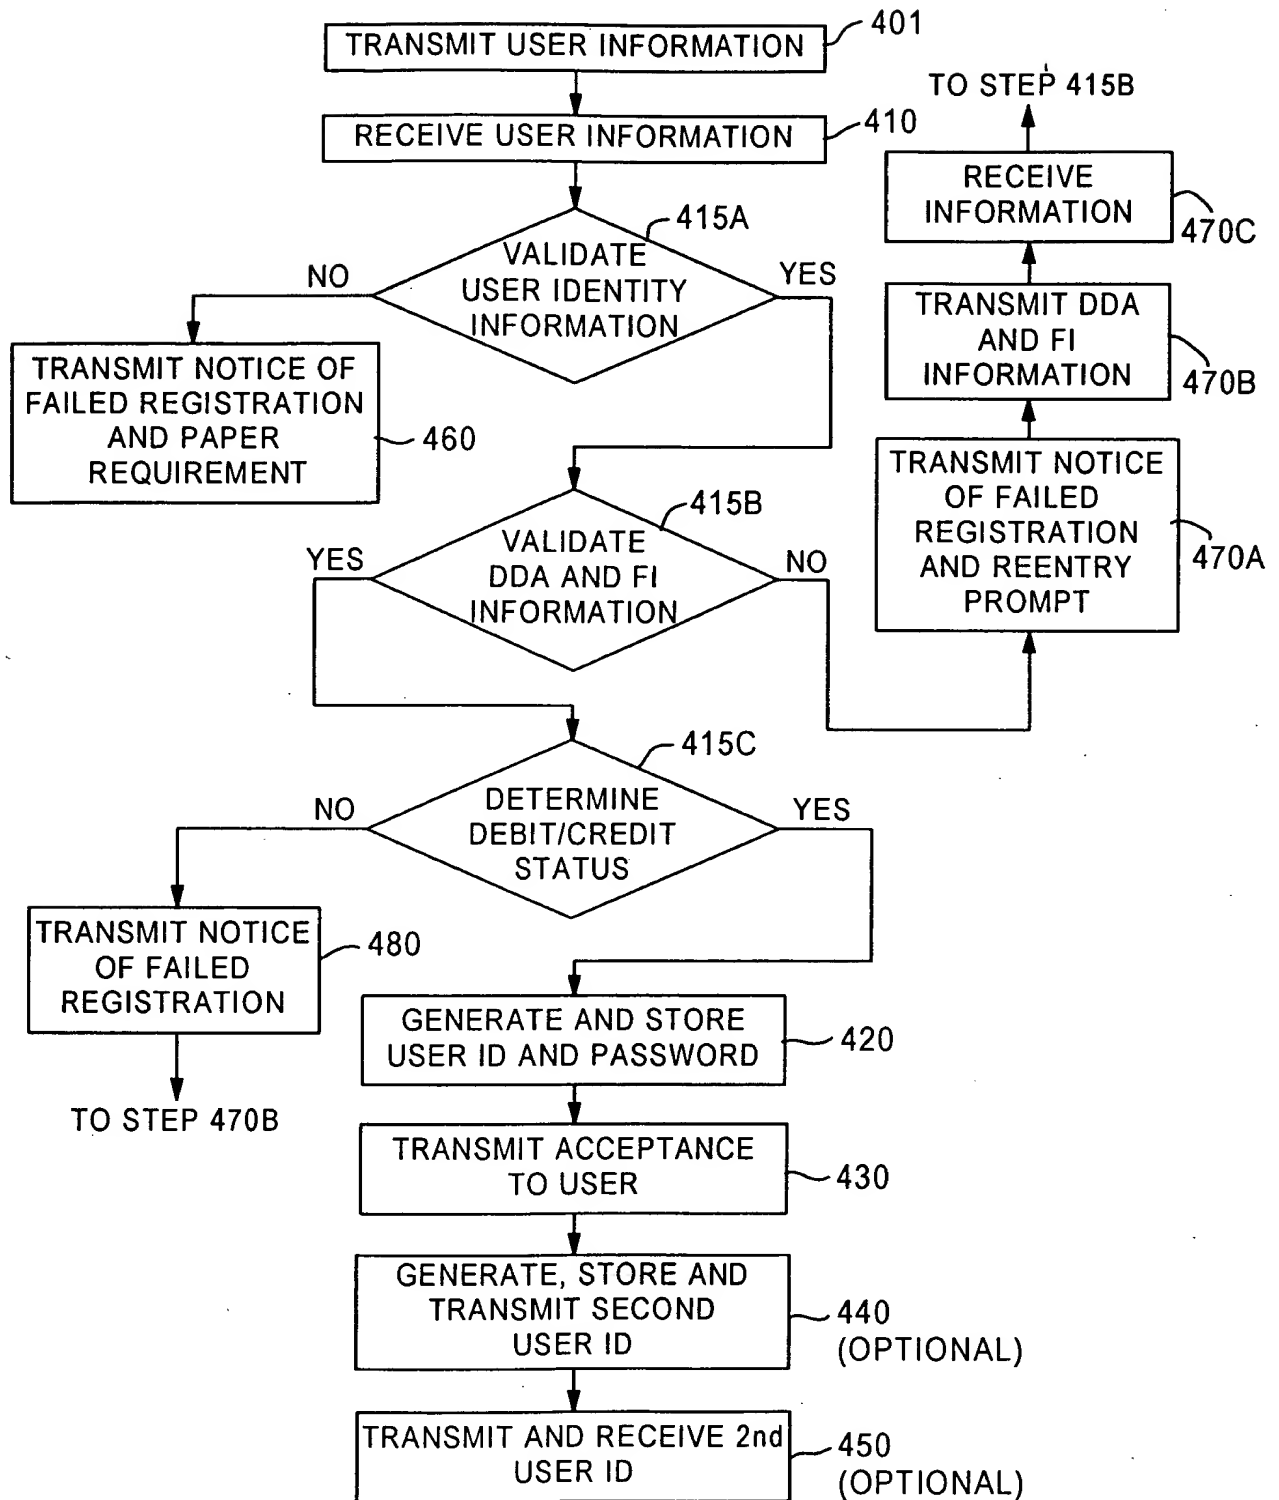 TRANSMIT USER INFORMATION
401
RECEIVE USER INFORMATION
410
TO STEP 415B
RECEIVE
INFORMATION
470C
415A
VALIDATE
USER IDENTITY
INFORMATION
NO
YES
TRANSMIT DDA
AND FI
INFORMATION
470B
TRANSMIT NOTICE OF
FAILED REGISTRATION
AND PAPER
REQUIREMENT
460
TRANSMIT NOTICE
OF FAILED
REGISTRATION
AND REENTRY
PROMPT
470A
415B
VALIDATE
DDA AND FI
INFORMATION
YES
NO
415C
DETERMINE
DEBIT/CREDIT
STATUS
NO
YES
TRANSMIT NOTICE
OF FAILED
REGISTRATION
480
TO STEP 470B
GENERATE AND STORE
USER ID AND PASSWORD
420
TRANSMIT ACCEPTANCE
TO USER
430
GENERATE, STORE AND
TRANSMIT SECOND
USER ID
440
(OPTIONAL)
TRANSMIT AND RECEIVE 2nd
USER ID
450
(OPTIONAL)